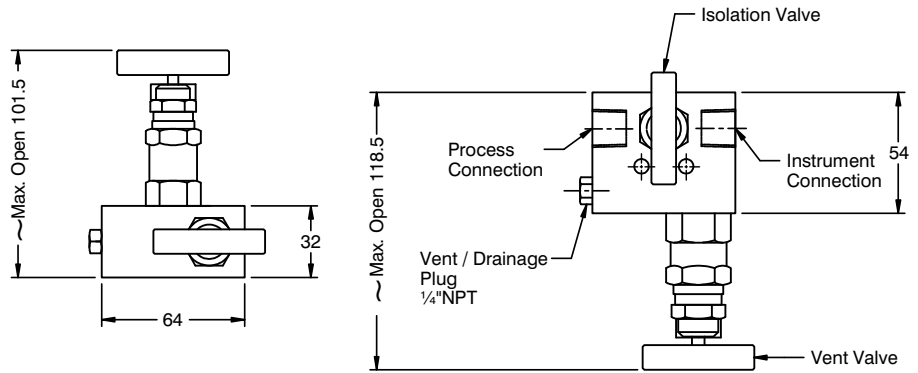 Isolation Valve
~Max. Open 101.5
32
64
~Max. Open 118.5
Process
Connection
Instrument
Connection
54
Vent / Drainage
Plug
¼"NPT
Vent Valve